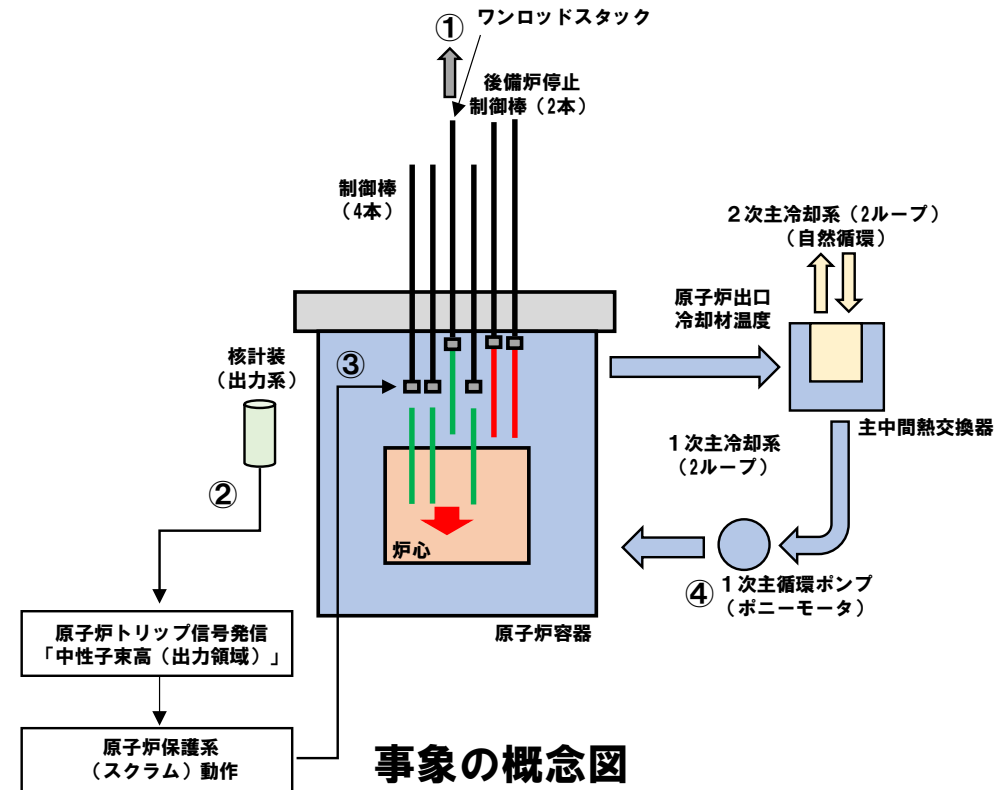 ①
ワンロッドスタック
後備炉停止
制御棒（2本）
制御棒
（4本）
２次主冷却系（2ループ）
（自然循環）
原子炉出口
冷却材温度
核計装
（出力系）
③
主中間熱交換器
１次主冷却系
（2ループ）
②
炉心
④
１次主循環ポンプ
（ポニーモータ）
原子炉容器
原子炉トリップ信号発信
「中性子束高（出力領域）」
原子炉保護系
（スクラム）動作
事象の概念図